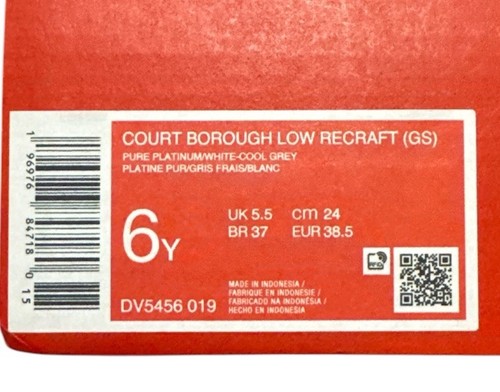 COURT BOROUGH LOW RECRAFT (GS)
PURE PLATINUM/WHITE-COOL GREY
PLATINE PUR/GRIS FRAIS/BLANC
6Y
UK 5.5 cm 24
BR 37 EUR 38.5
DV5456 019
MADE IN INDONESIA /
FABRIQUE EN INDONESIE /
FABRICADO NA INDONÉSIA /
HECHO EN INDONESIA
1 96976 84718 015